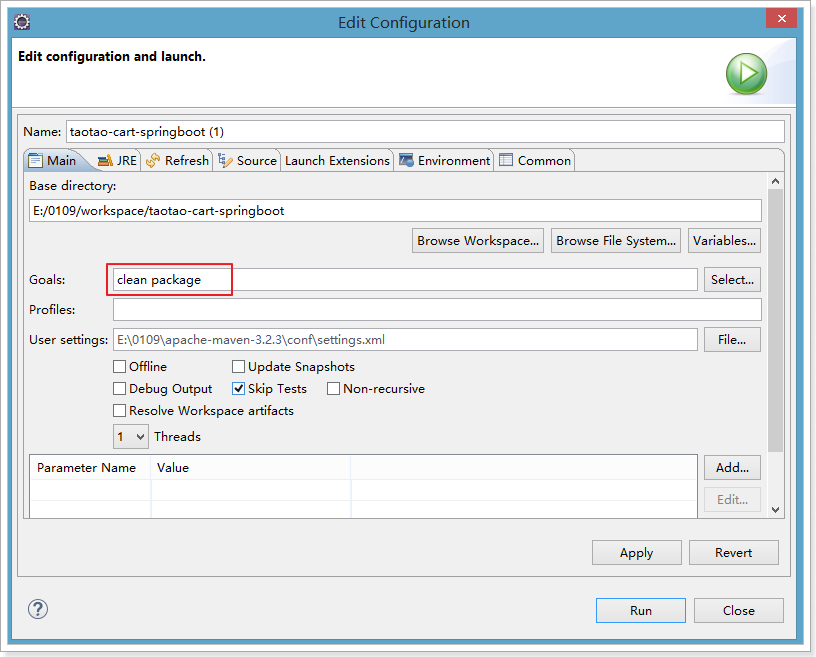 Edit Configuration
Edit configuration and launch.
Name: taotao-cart-springboot (1)
Main JRE Refresh Source Launch Extensions Environment Common
Base directory:
E:/0109/workspace/taotao-cart-springboot
Browse Workspace... Browse File System... Variables...
Goals: clean package Select...
Profiles:
User settings: E:\0109\apache-maven-3.2.3\conf\settings.xml File...
Offline Update Snapshots
Debug Output Skip Tests Non-recursive
Resolve Workspace artifacts
1 Threads
Parameter Name Value Add...
Edit...
Apply Revert
? Run Close